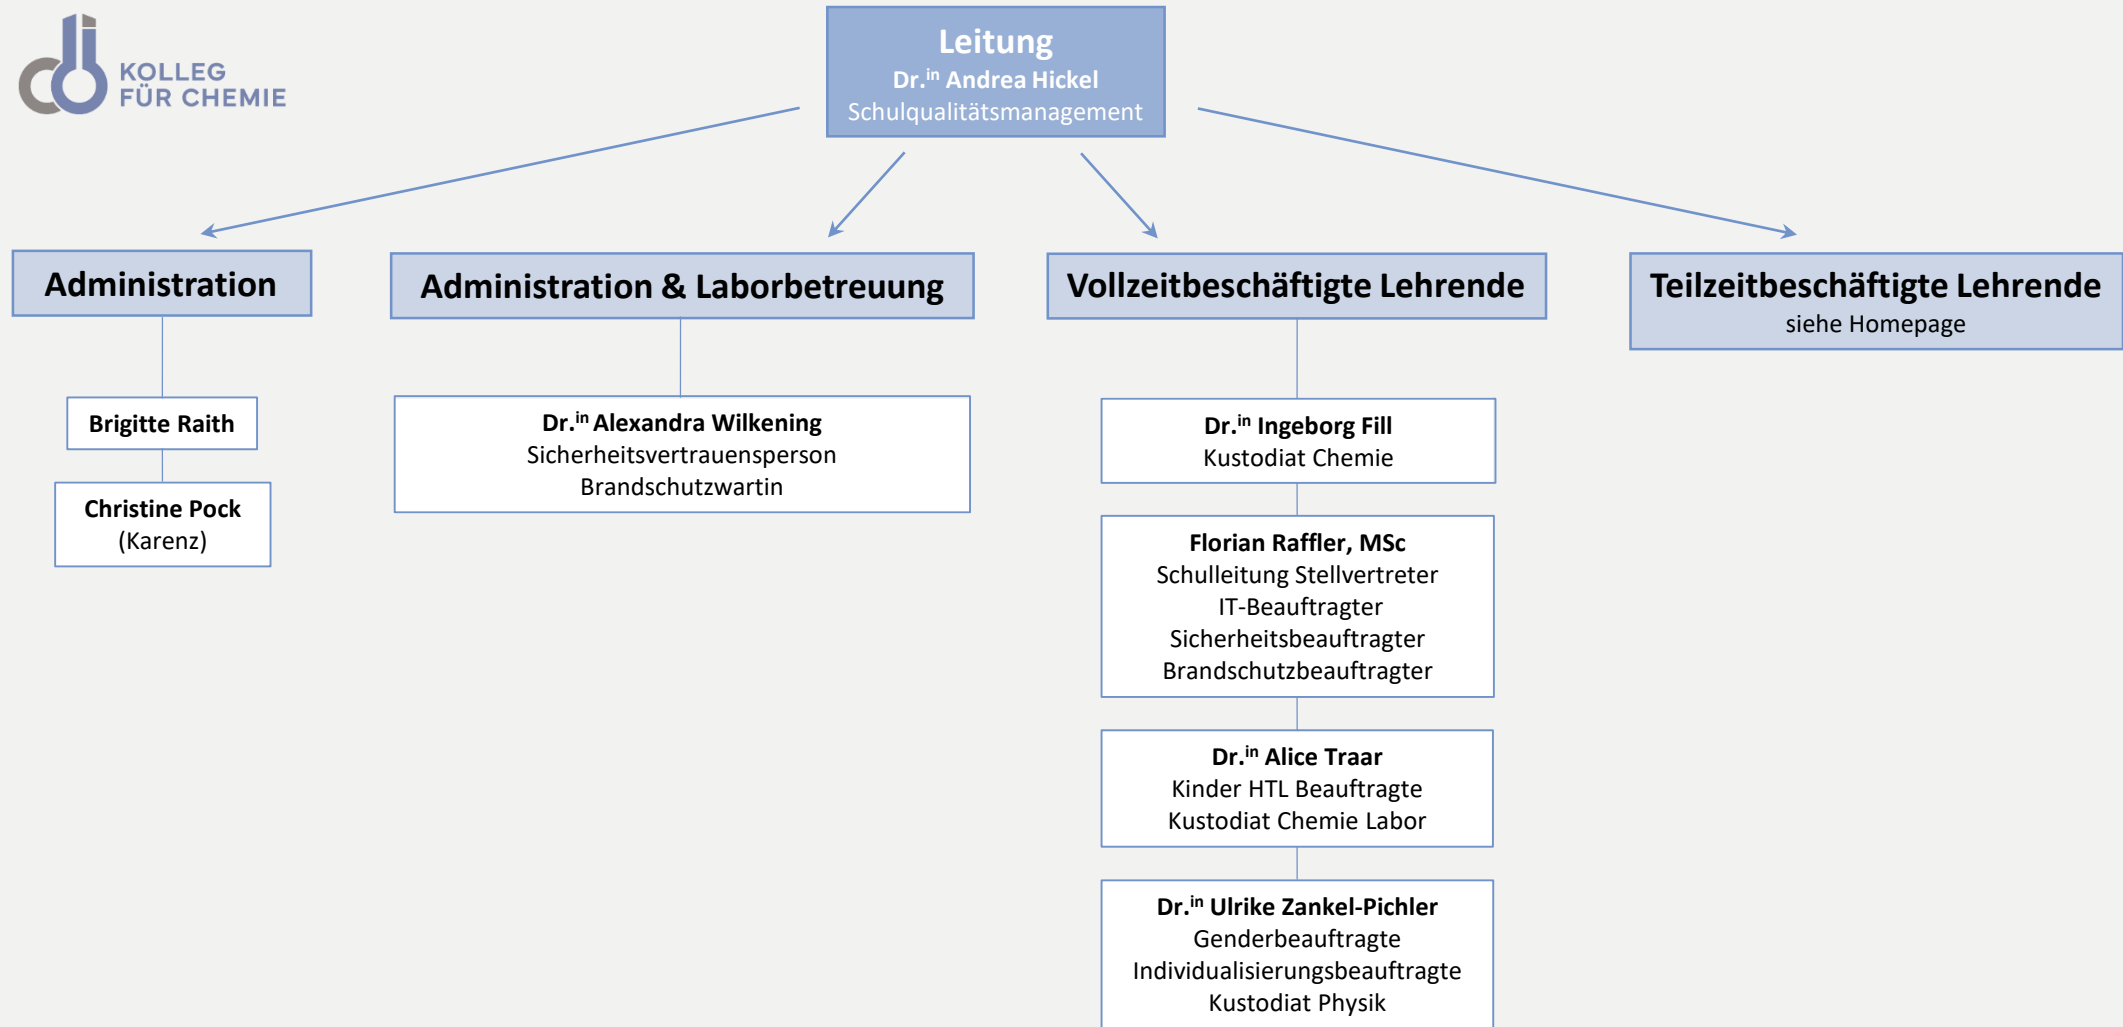 KOLLEG
FÜR CHEMIE
Leitung
Dr.in Andrea Hickel
Schulqualitätsmanagement
Administration
Brigitte Raith
Christine Pock
(Karenz)
Administration & Laborbetreuung
Dr.in Alexandra Wilkening
Sicherheitsvertrauensperson
Brandschutzwartin
Vollzeitbeschäftigte Lehrende
Dr.in Ingeborg Fill
Kustodiat Chemie
Florian Raffler, MSc
Schulleitung Stellvertreter
IT-Beauftragter
Sicherheitsbeauftragter
Brandschutzbeauftragter
Dr.in Alice Traar
Kinder HTL Beauftragte
Kustodiat Chemie Labor
Dr.in Ulrike Zankel-Pichler
Genderbeauftragte
Individualisierungsbeauftragte
Kustodiat Physik
Teilzeitbeschäftigte Lehrende
siehe Homepage